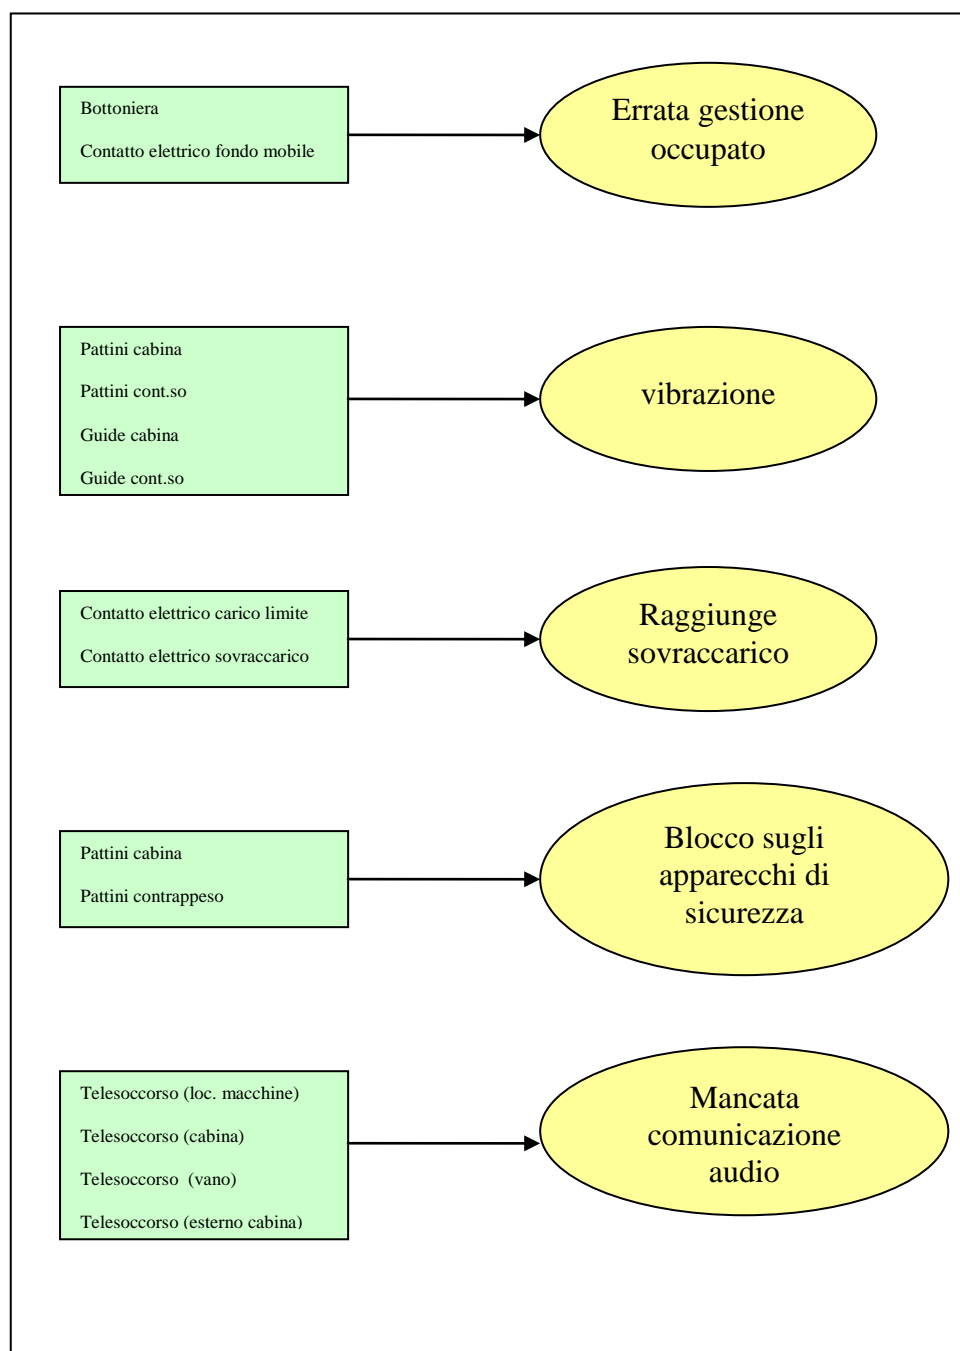 Bottoniera
Contatto elettrico fondo mobile
Errata gestione
occupato
Pattini cabina
Pattini cont.so
Guide cabina
Guide cont.so
vibrazione
Contatto elettrico carico limite
Contatto elettrico sovraccarico
Raggiunge
sovraccarico
Pattini cabina
Pattini contrappeso
Blocco sugli
apparecchi di
sicurezza
Telesoccorso (loc. macchine)
Telesoccorso (cabina)
Telesoccorso  (vano)
Telesoccorso (esterno cabina)
Mancata
comunicazione
audio